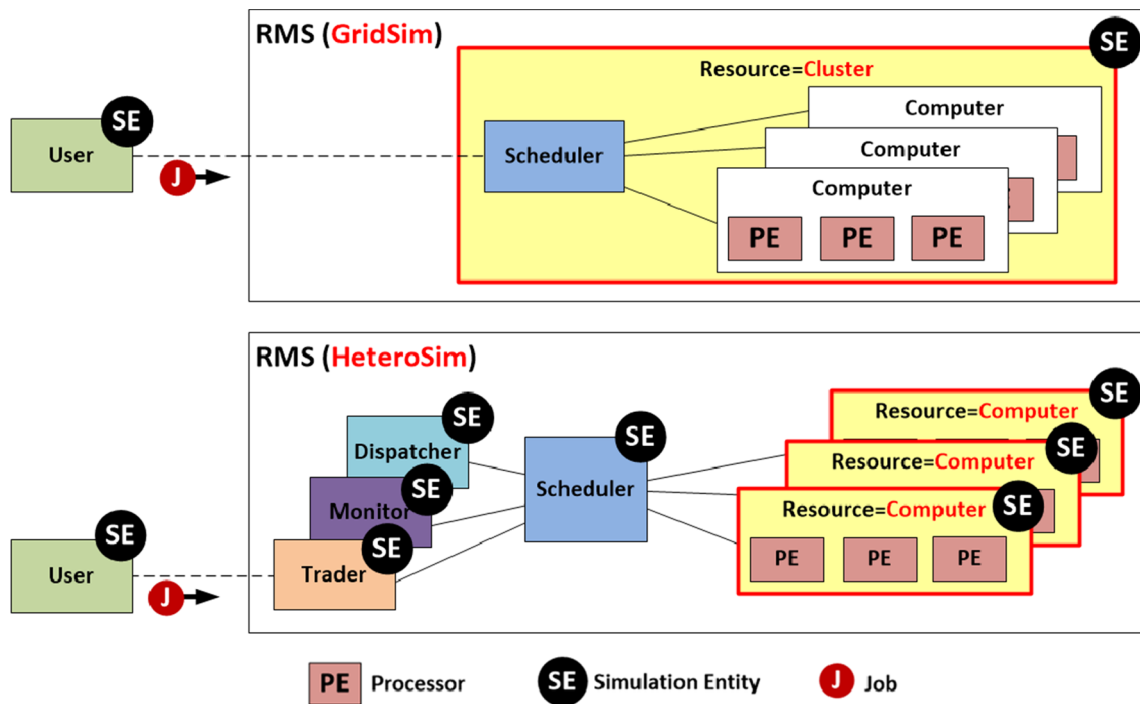 RMS (GridSim)
SE
Resource=Cluster
SE
User
J
Scheduler
Computer
Computer
Computer
PE PE PE
RMS (HeteroSim)
SE
SE
SE
Resource=Computer
Dispatcher
SE
Resource=Computer
SE
Scheduler
Monitor
SE
Resource=Computer
SE
SE
User
J
Trader
PE PE PE
PE Processor
SE Simulation Entity
J Job